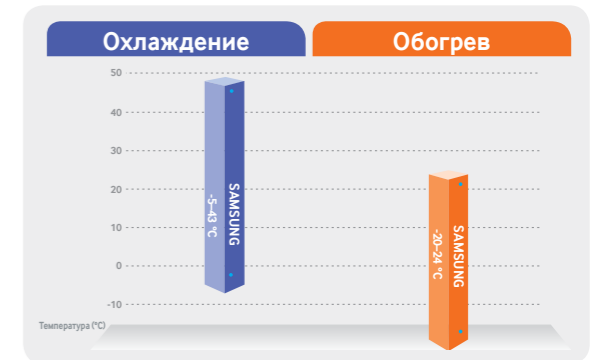 Охлаждение
Обогрев
50
40
30
20
10
0
-10
Температура (°C)
-5–43 °C
SAMSUNG
-20–24 °C
SAMSUNG